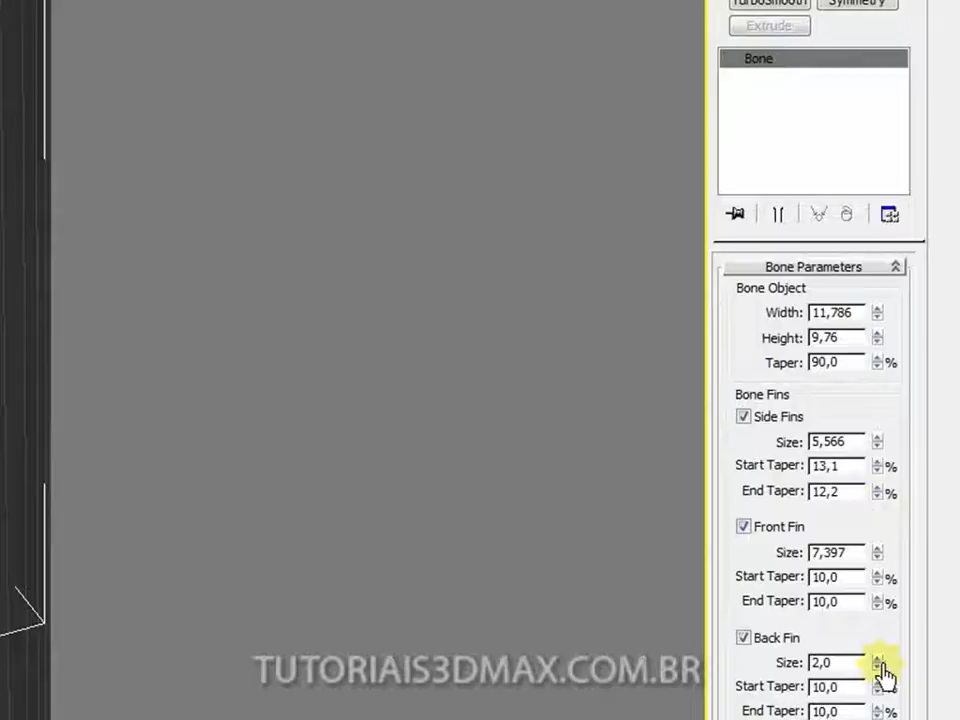 TurboSmooth Symmetry
Extrude
Bone
Bone Parameters
Bone Object
Width: 11,786
Height: 9,76
Taper: 90,0 %
Bone Fins
Side Fins
Size: 5,566
Start Taper: 13,1 %
End Taper: 12,2 %
Front Fin
Size: 7,397
Start Taper: 10,0 %
End Taper: 10,0 %
Back Fin
Size: 2,0
Start Taper: 10,0 %
End Taper: 10,0 %
TUTORIAIS3DMAX.COM.BR